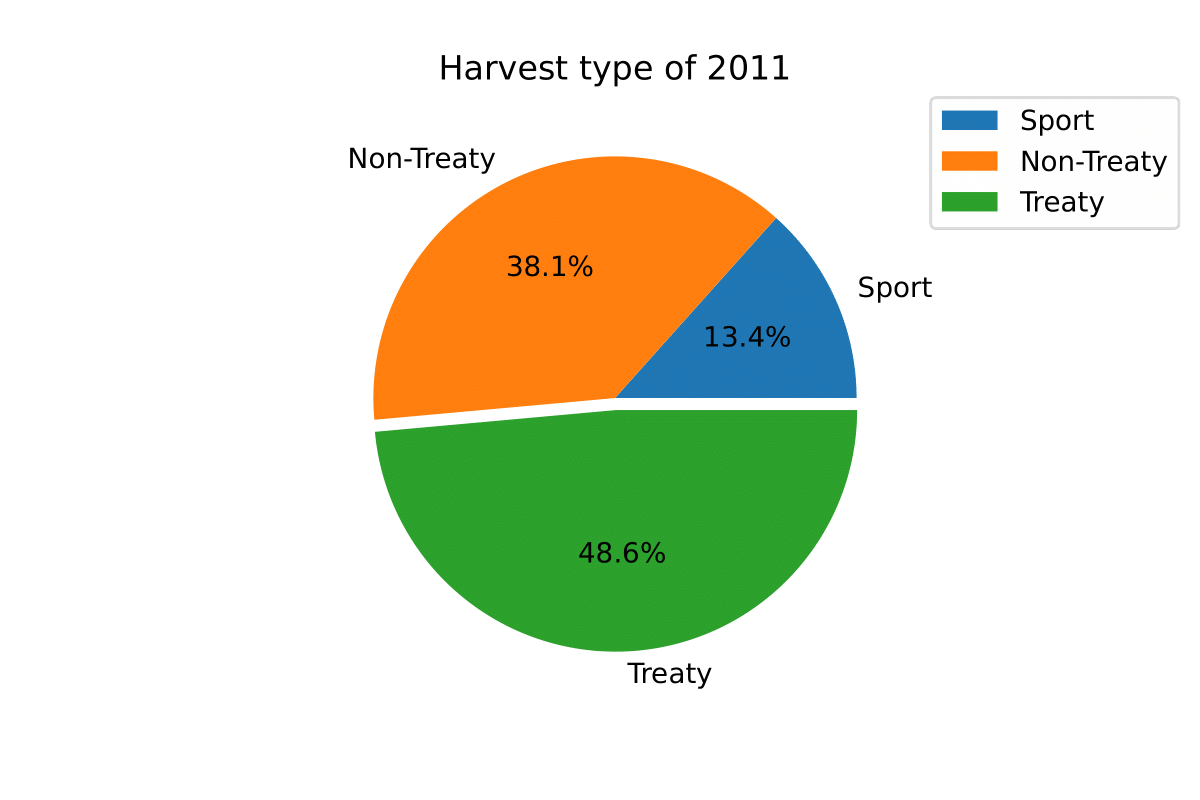 Harvest type of 2011
Sport
Non-Treaty
Treaty
Non-Treaty
38.1%
Sport
13.4%
48.6%
Treaty